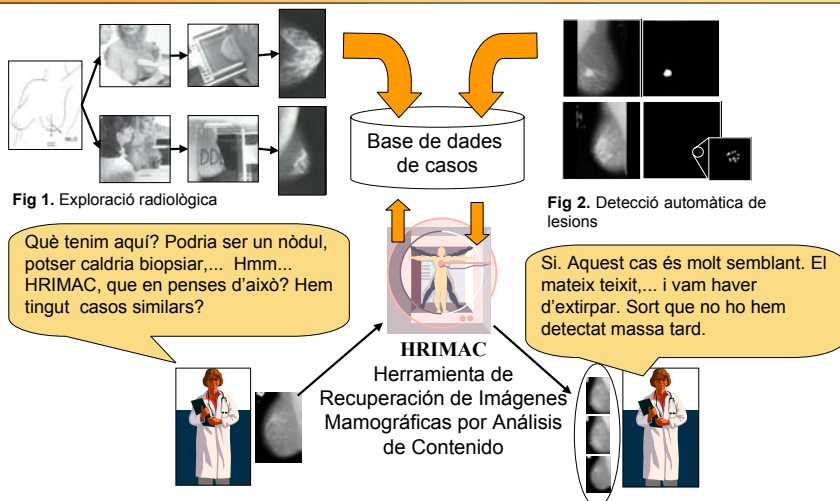 CC
MLO
Base de dades
de casos
Fig 1. Exploració radiològica
Fig 2. Detecció automàtica de
lesions
Què tenim aquí? Podria ser un nòdul,
potser caldria biopsiar,... Hmm...
HRIMAC, que en penses d’això? Hem
tingut casos similars?
Si. Aquest cas és molt semblant. El
mateix teixit,... i vam haver
d’extirpar. Sort que no ho hem
detectat massa tard.
HRIMAC
Herramienta de
Recuperación de Imágenes
Mamográficas por Análisis
de Contenido